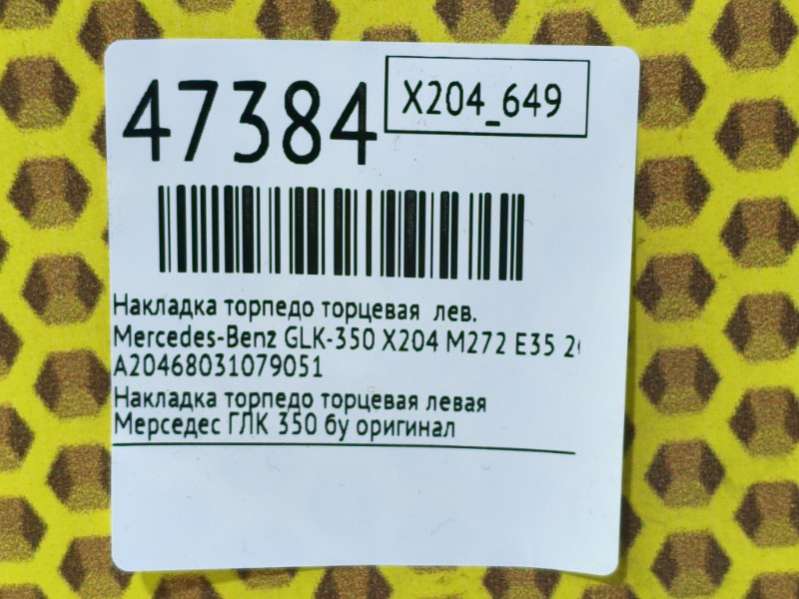 47384
X204_649
Накладка торпедо торцевая лев.
Mercedes-Benz GLK-350 X204 M272 E35
A20468031079051
Накладка торпедо торцевая левая
Мерседес ГЛК 350 бу оригинал